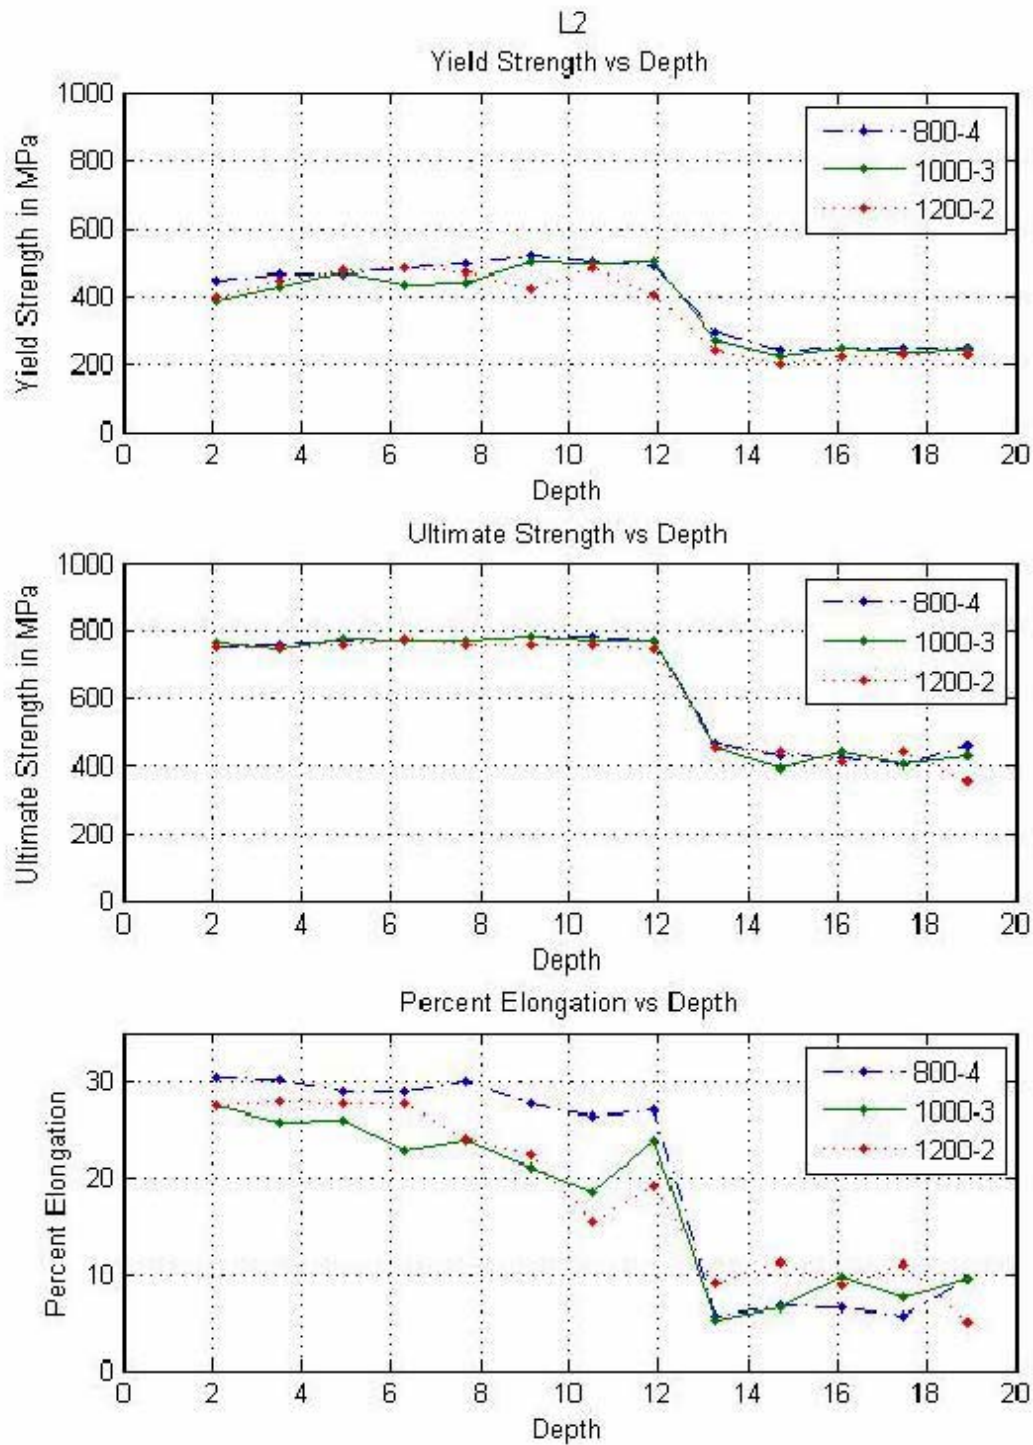 L2
Yield Strength vs Depth
Yield Strength in MPa
1000
800
600
400
200
0
800-4
1000-3
1200-2
0 2 4 6 8 10 12 14 16 18 20
Depth
Ultimate Strength vs Depth
Ultimate Strength in MPa
1000
800
600
400
200
0
800-4
1000-3
1200-2
0 2 4 6 8 10 12 14 16 18 20
Depth
Percent Elongation vs Depth
Percent Elongation
30
20
10
0
800-4
1000-3
1200-2
0 2 4 6 8 10 12 14 16 18 20
Depth